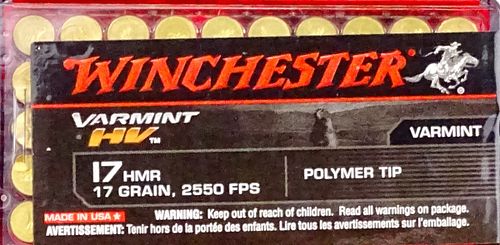 WINCHESTER
VARMINT
HV™
VARMINT
17 HMR
17 GRAIN, 2550 FPS
POLYMER TIP
MADE IN USA ★
WARNING: Keep out of reach of children. Read all warnings on package.
AVERTISSEMENT: Tenir hors de la portée des enfants. Lire tous les avertissements sur l'emballage.